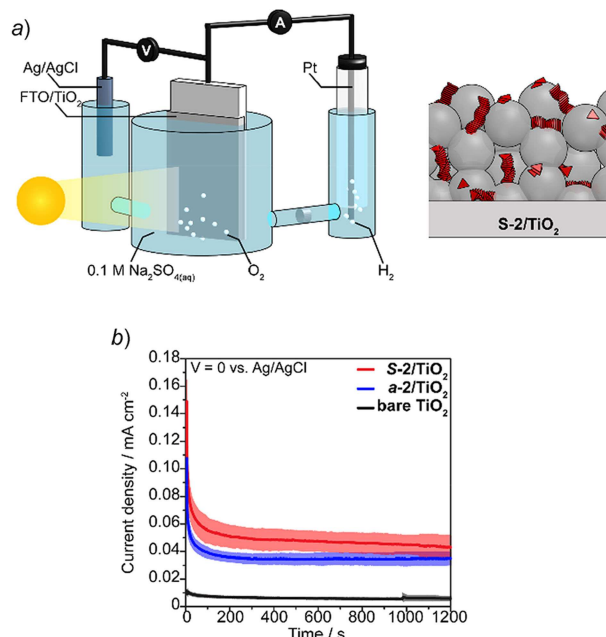 a)
V
A
Ag/AgCl
Pt
FTO/TiO₂
0.1 M Na₂SO₄(aq)
O₂
H₂
S-2/TiO₂
b)
V = 0 vs. Ag/AgCl
S-2/TiO₂
a-2/TiO₂
bare TiO₂
Current density / mA cm⁻²
0.18
0.16
0.14
0.12
0.10
0.08
0.06
0.04
0.02
0
0 200 400 600 800 1000 1200
Time / s